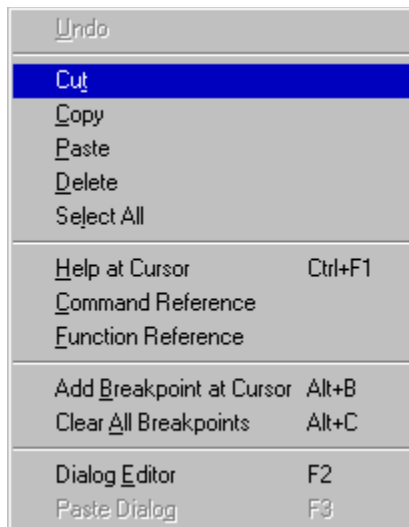 Undo
Cut
Copy
Paste
Delete
Select All
Help at Cursor Ctrl+F1
Command Reference
Function Reference
Add Breakpoint at Cursor Alt+B
Clear All Breakpoints Alt+C
Dialog Editor F2
Paste Dialog F3